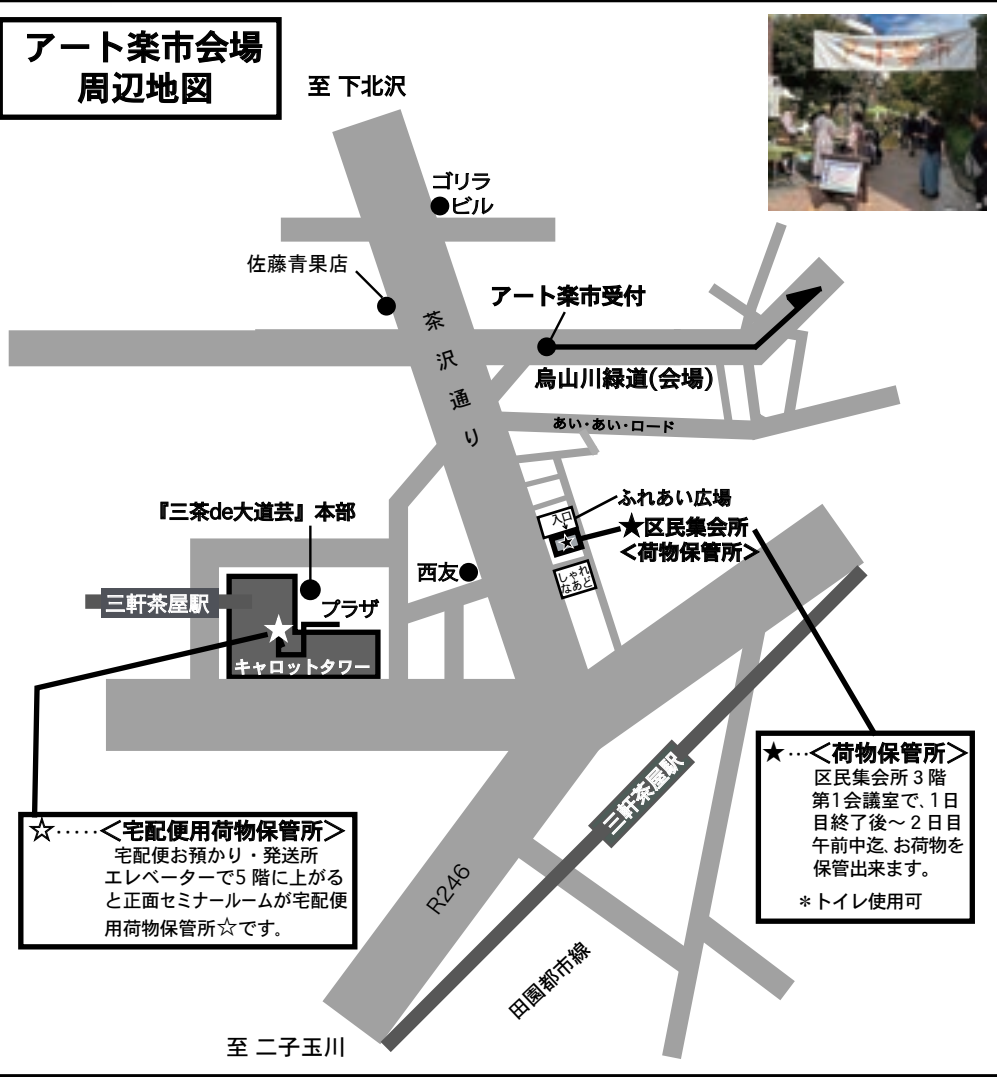 アート楽市会場
周辺地図
至 下北沢
アート楽市
ゴリラ
ビル
佐藤青果店
アート楽市受付
茶沢通り
烏山川緑道(会場)
あい・あい・ロード
『三茶de大道芸』本部
ふれあい広場
入口
★区民集会所
＜荷物保管所＞
★
西友
しゃれ
なあど
三軒茶屋駅
プラザ
★
キャロットタワー
三軒茶屋駅
★…＜荷物保管所＞
区民集会所３階
第1会議室で、1日
目終了後～２日目
午前中迄、お荷物を
保管出来ます。
＊トイレ使用可
☆‥‥‥＜宅配便用荷物保管所＞
宅配便お預かり・発送所
エレベーターで5階に上がる
と正面セミナールームが宅配便
用荷物保管所☆です。
R246
田園都市線
至 二子玉川